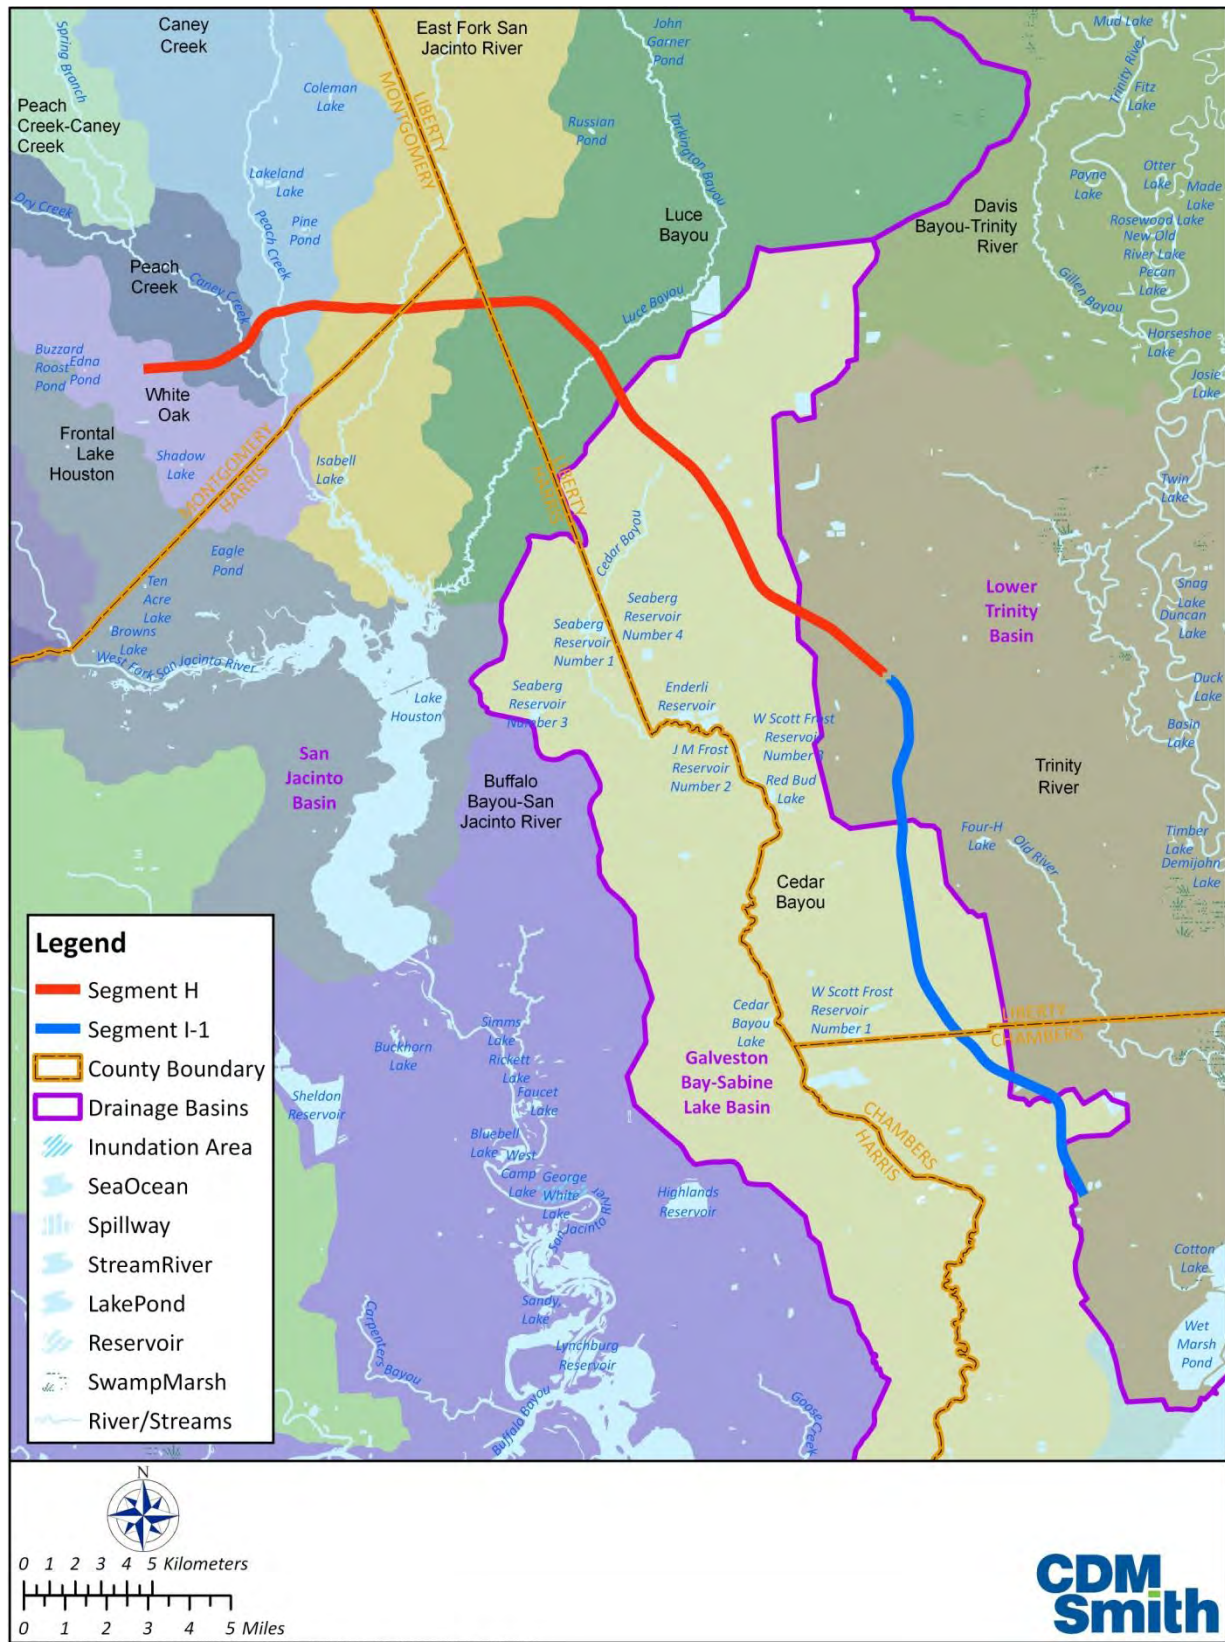 Caney
Creek
East Fork San
Jacinto River
John
Garner
Pond
Mud Lake
Spring Branch
LIBERTY
MONTGOMERY
Trinity River
Fitz
Lake
Coleman
Lake
Peach
Creek-Caney
Creek
Russian
Pond
Tarkington Bayou
Lakeland
Lake
Payne
Lake
Otter
Lake
Made
Lake
Dry Creek
Peach Creek
Pine
Pond
Luce
Bayou
Davis
Bayou-Trinity
River
Rosewood Lake
New Old
River Lake
Pecan
Lake
Peach
Creek
Caney Creek
Luce Bayou
Gillen Bayou
Horseshoe
Lake
Buzzard
Roost
Pond
Edna
Pond
White
Oak
Josie
Lake
Frontal
Lake
Houston
Shadow
Lake
MONTGOMERY
HARRIS
Isabell
Lake
LIBERTY
HARRIS
Twin
Lake
Eagle
Pond
Cedar Bayou
Ten
Acre
Lake
Browns
Lake
West Fork San Jacinto River
Seaberg
Reservoir
Number 4
Seaberg
Reservoir
Number 1
Lower
Trinity
Basin
Snag
Lake
Duncan
Lake
Lake
Houston
Seaberg
Reservoir
Number 3
Enderli
Reservoir
Duck
Lake
W Scott Frost
Reservoir
Number
Basin
Lake
San
Jacinto
Basin
J M Frost
Reservoir
Number 2
Red Bud
Lake
Buffalo
Bayou-San
Jacinto River
Trinity
River
Four-H
Lake
Old River
Timber
Lake
Demijohn
Lake
Cedar
Bayou
Cedar
Bayou
Lake
W Scott Frost
Reservoir
Number 1
LIBERTY
CHAMBERS
Simms
Lake
Rickett
Lake
Faucet
Lake
Buckhorn
Lake
Galveston
Bay-Sabine
Lake Basin
Sheldon
Reservoir
CHAMBERS
HARRIS
Bluebell
Lake
West
Camp
Lake
George
White
Lake
San Jacinto River
Highlands
Reservoir
Cotton
Lake
Sandy
Lake
Wet
Marsh
Pond
Carpenters Bayou
Lynchburg
Reservoir
Buffalo Bayou
Goose Creek
Legend
Segment H
Segment I-1
County Boundary
Drainage Basins
Inundation Area
SeaOcean
Spillway
StreamRiver
LakePond
Reservoir
SwampMarsh
River/Streams
N
0 1 2 3 4 5 Kilometers
0 1 2 3 4 5 Miles
CDM
Smith